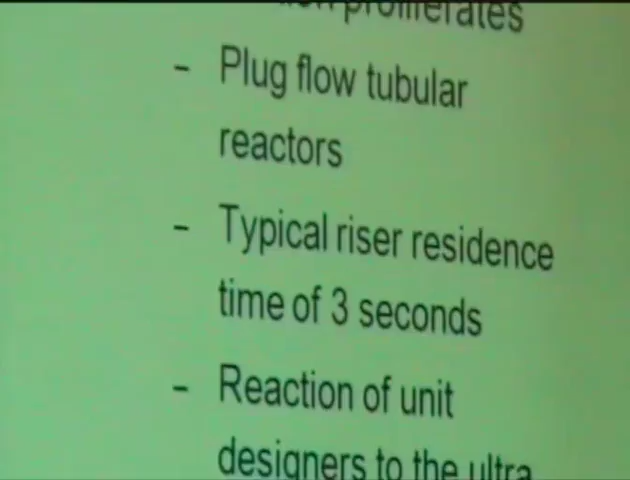 proliferates
- Plug flow tubular
reactors
- Typical riser residence
time of 3 seconds
- Reaction of unit
designers to the ultra